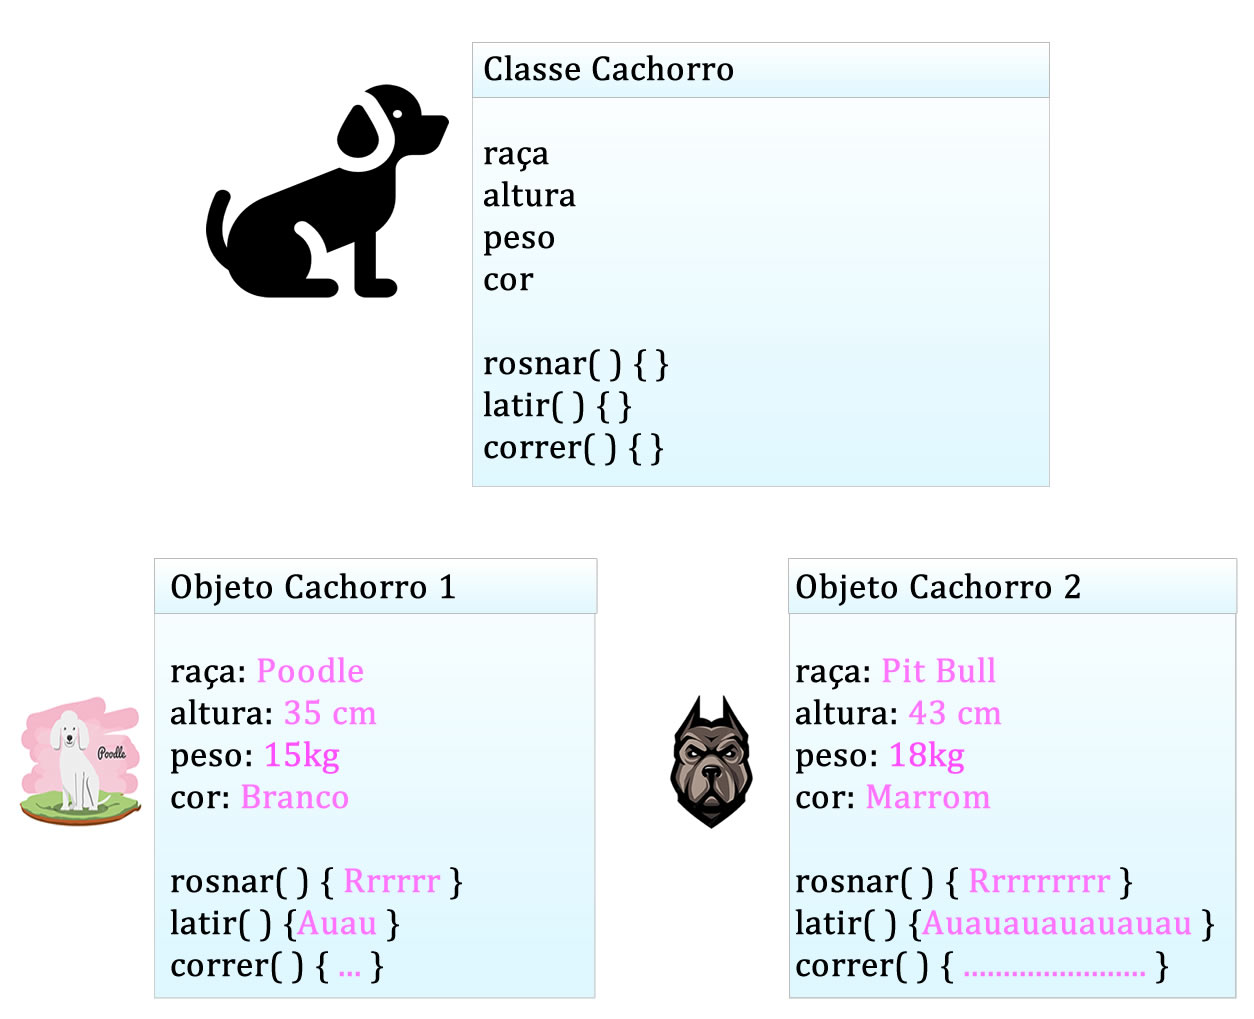 Classe Cachorro
raça
altura
peso
cor
rosnar( ) { }
latir( ) { }
correr( ) { }
Objeto Cachorro 1
raça: Poodle
altura: 35 cm
peso: 15kg
cor: Branco
rosnar( ) { Rrrrrr }
latir( ) {Auau }
correr( ) { ... }
Poodle
Objeto Cachorro 2
raça: Pit Bull
altura: 43 cm
peso: 18kg
cor: Marrom
rosnar( ) { Rrrrrrrrr }
latir( ) {Auauauauauauau }
correr( ) { ....................... }